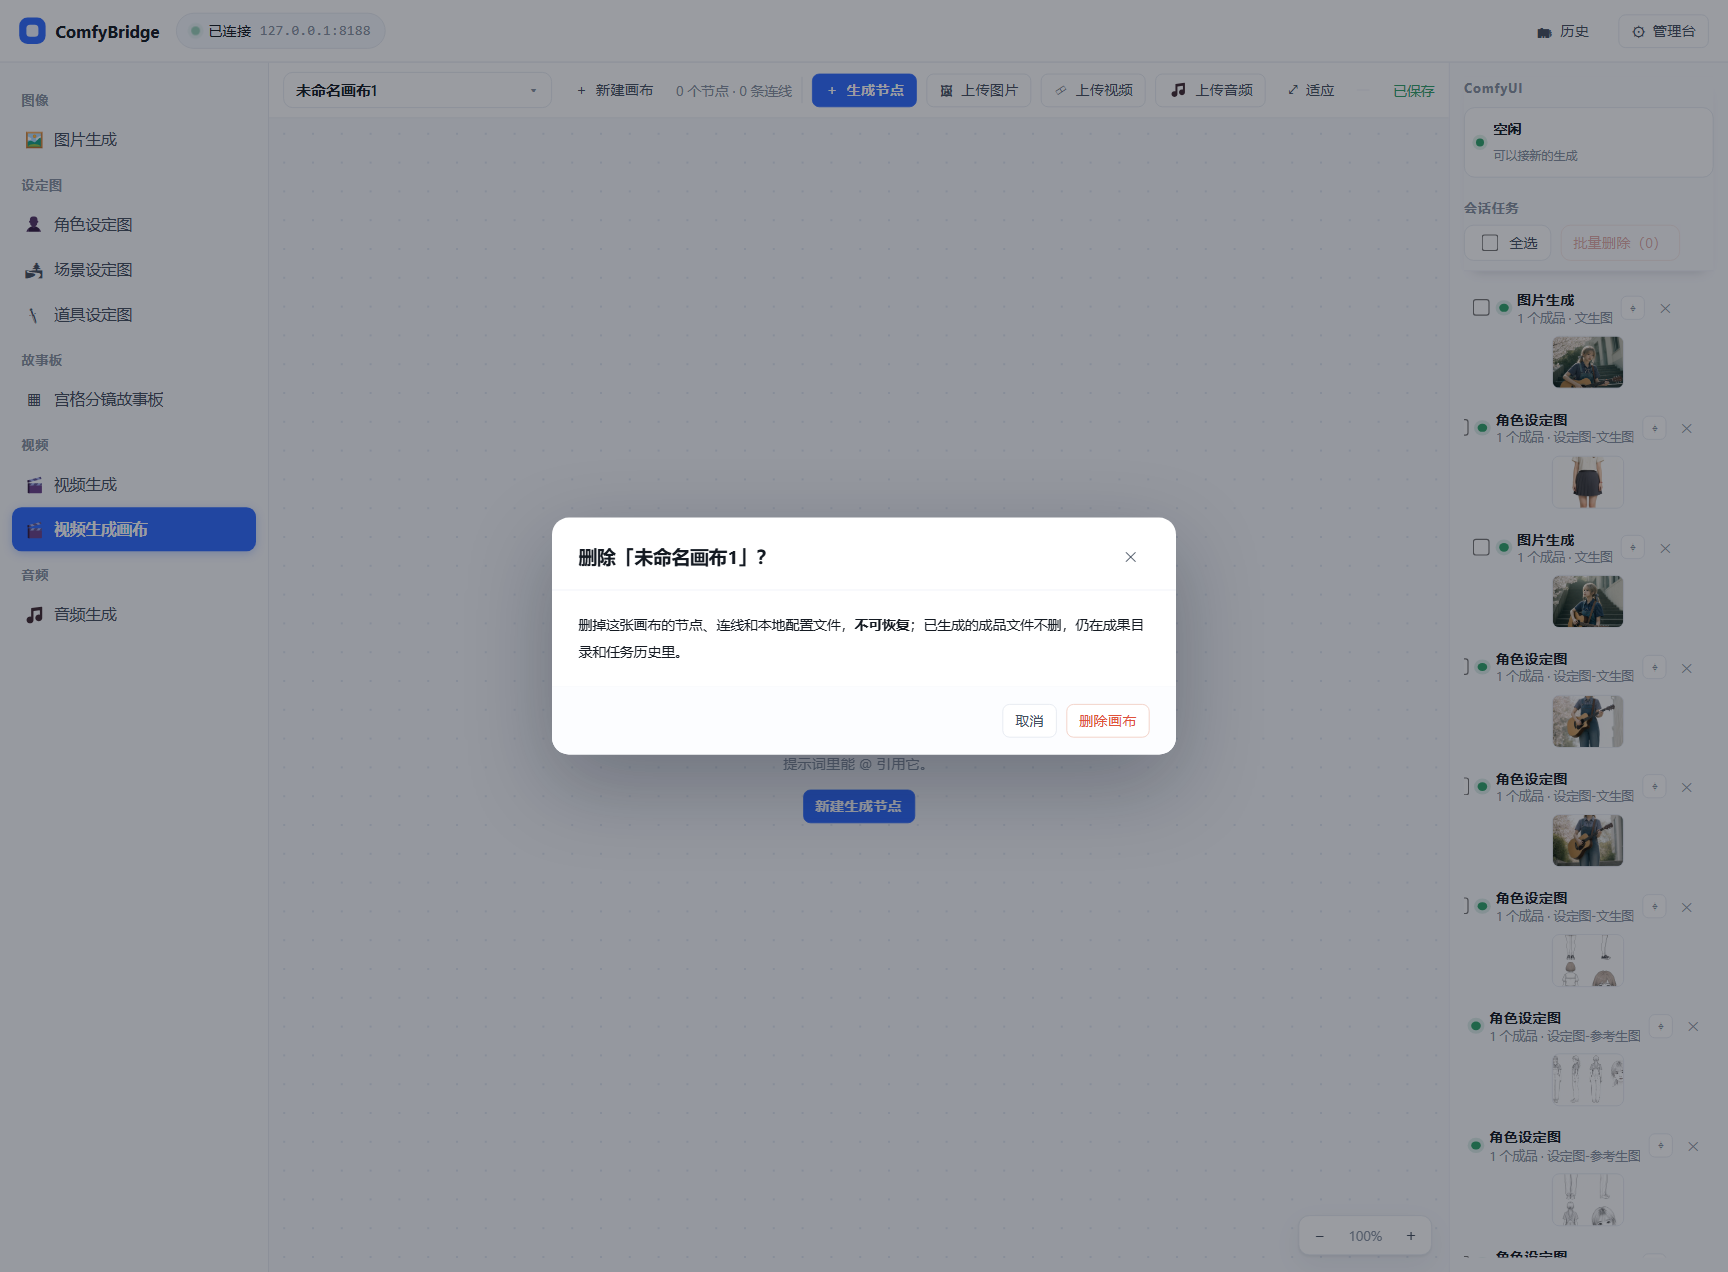 ComfyBridge
已连接 127.0.0.1:8188
历史
管理台
图像
图片生成
设定图
角色设定图
场景设定图
道具设定图
故事板
宫格分镜故事板
视频
视频生成
视频生成画布
音频
音频生成
未命名画布1
+ 新建画布
0 个节点 · 0 条连线
+ 生成节点
上传图片
上传视频
上传音频
适应
已保存
删除「未命名画布1」？
删掉这张画布的节点、连线和本地配置文件，不可恢复；已生成的成品文件不删，仍在成果目
录和任务历史里。
取消
删除画布
提示词里能 @ 引用它。
新建生成节点
− 100% +
ComfyUI
空闲
可以接新的生成
会话任务
全选
批量删除（0）
图片生成
1 个成品 · 文生图
角色设定图
1 个成品 · 设定图-文生图
图片生成
1 个成品 · 文生图
角色设定图
1 个成品 · 设定图-文生图
角色设定图
1 个成品 · 设定图-文生图
角色设定图
1 个成品 · 设定图-文生图
角色设定图
1 个成品 · 设定图-参考生图
角色设定图
1 个成品 · 设定图-参考生图
角色设定图